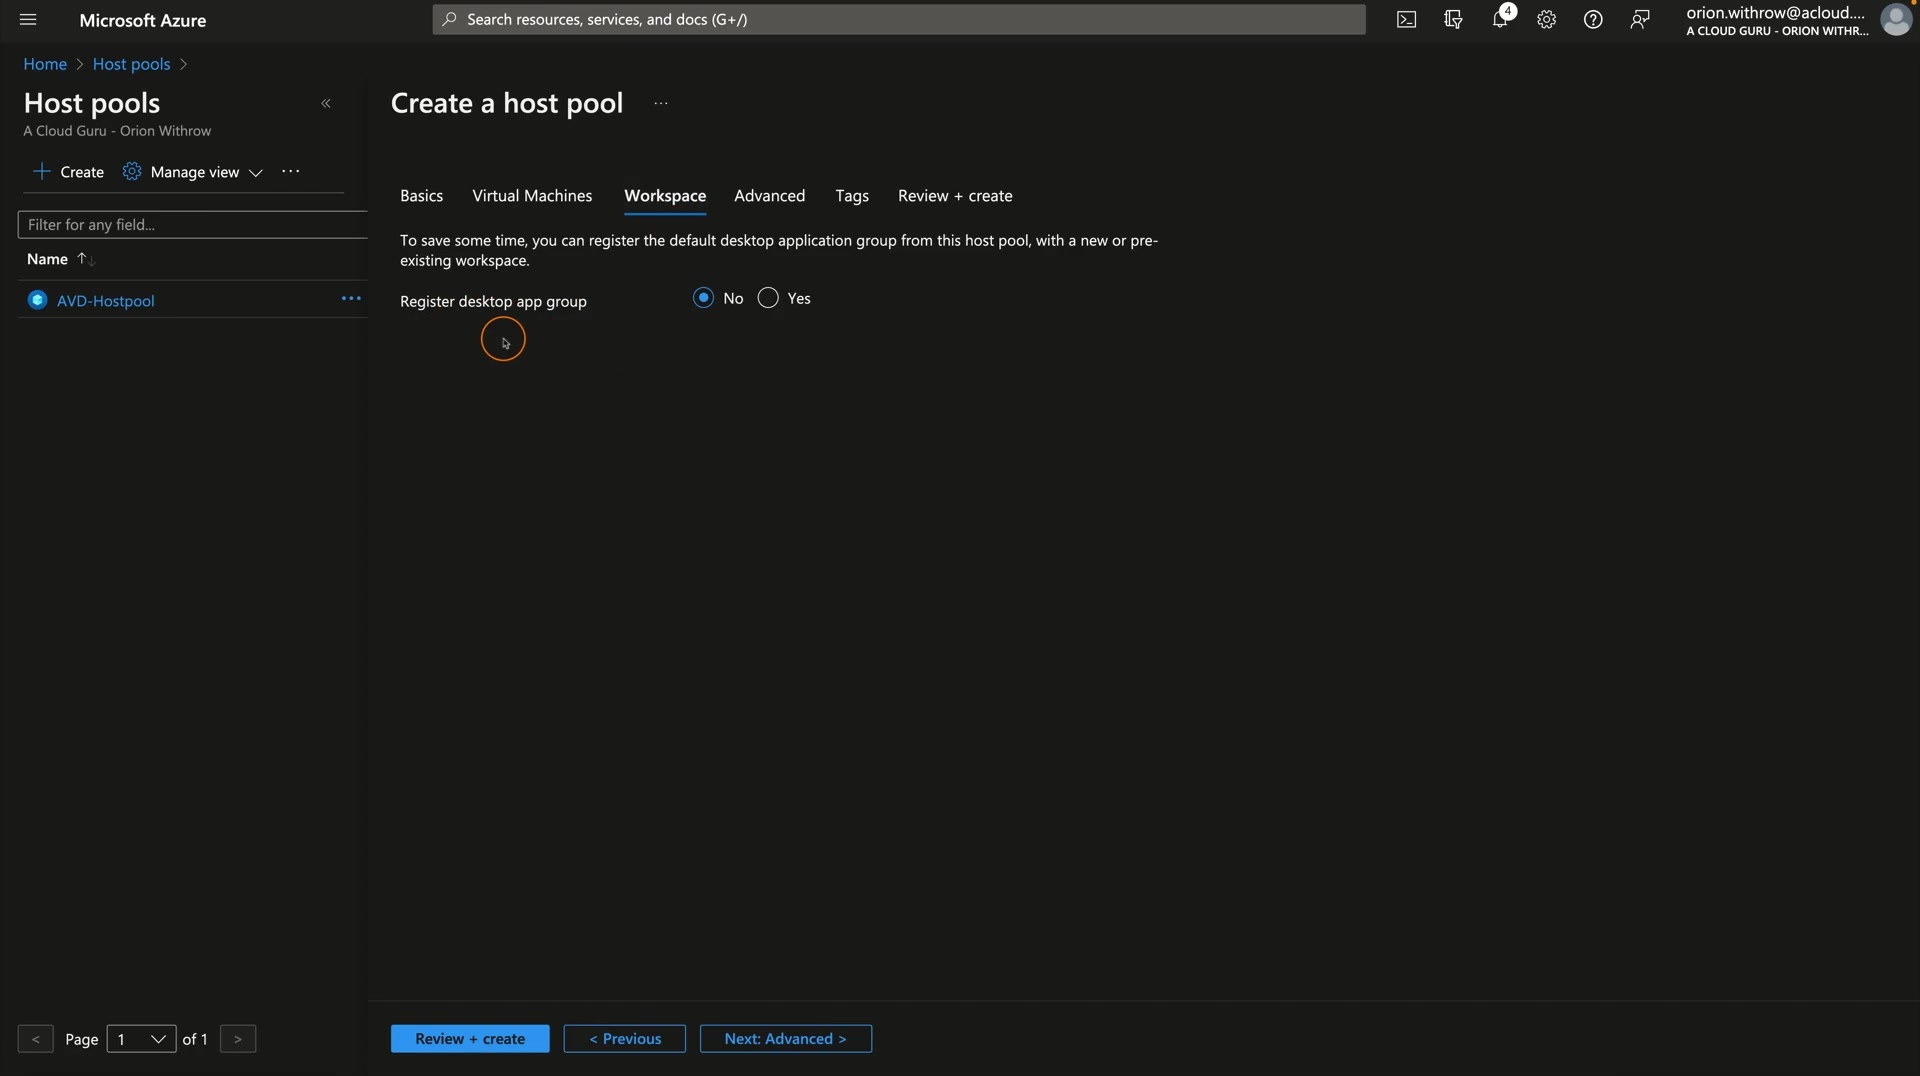 Microsoft Azure
Search resources, services, and docs (G+/)
4
orion.withrow@acloud....
A CLOUD GURU - ORION WITHR...
Home > Host pools >
Host pools
«
A Cloud Guru - Orion Withrow
Create a host pool ...
+ Create Manage view ...
Basics Virtual Machines Workspace Advanced Tags Review + create
Filter for any field...
To save some time, you can register the default desktop application group from this host pool, with a new or pre-
existing workspace.
Name ↑↓
AVD-Hostpool ...
Register desktop app group No Yes
< Page 1 of 1 >
Review + create < Previous Next: Advanced >